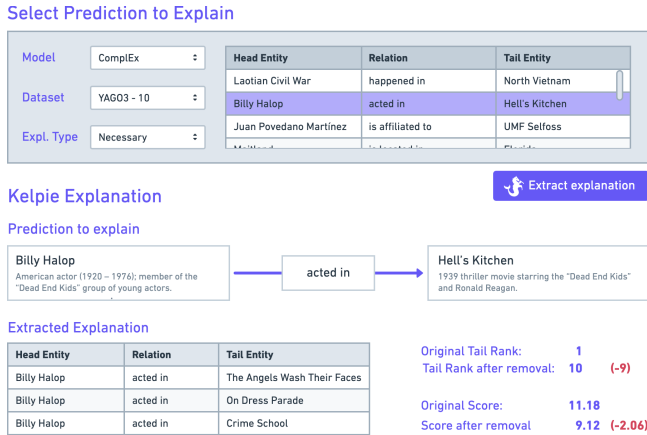 Select Prediction to Explain
Model
ComplEx
Dataset
YAGO3 - 10
Expl. Type
Necessary
Head Entity Relation Tail Entity
Laotian Civil War happened in North Vietnam
Billy Halop acted in Hell's Kitchen
Juan Povedano Martínez is affiliated to UMF Selfoss
Extract explanation
Kelpie Explanation
Prediction to explain
Billy Halop
American actor (1920 – 1976); member of the
"Dead End Kids" group of young actors.
acted in
Hell's Kitchen
1939 thriller movie starring the "Dead End Kids"
and Ronald Reagan.
Extracted Explanation
Head Entity Relation Tail Entity
Billy Halop acted in The Angels Wash Their Faces
Billy Halop acted in On Dress Parade
Billy Halop acted in Crime School
Original Tail Rank: 1
Tail Rank after removal: 10 (-9)
Original Score: 11.18
Score after removal 9.12 (-2.06)